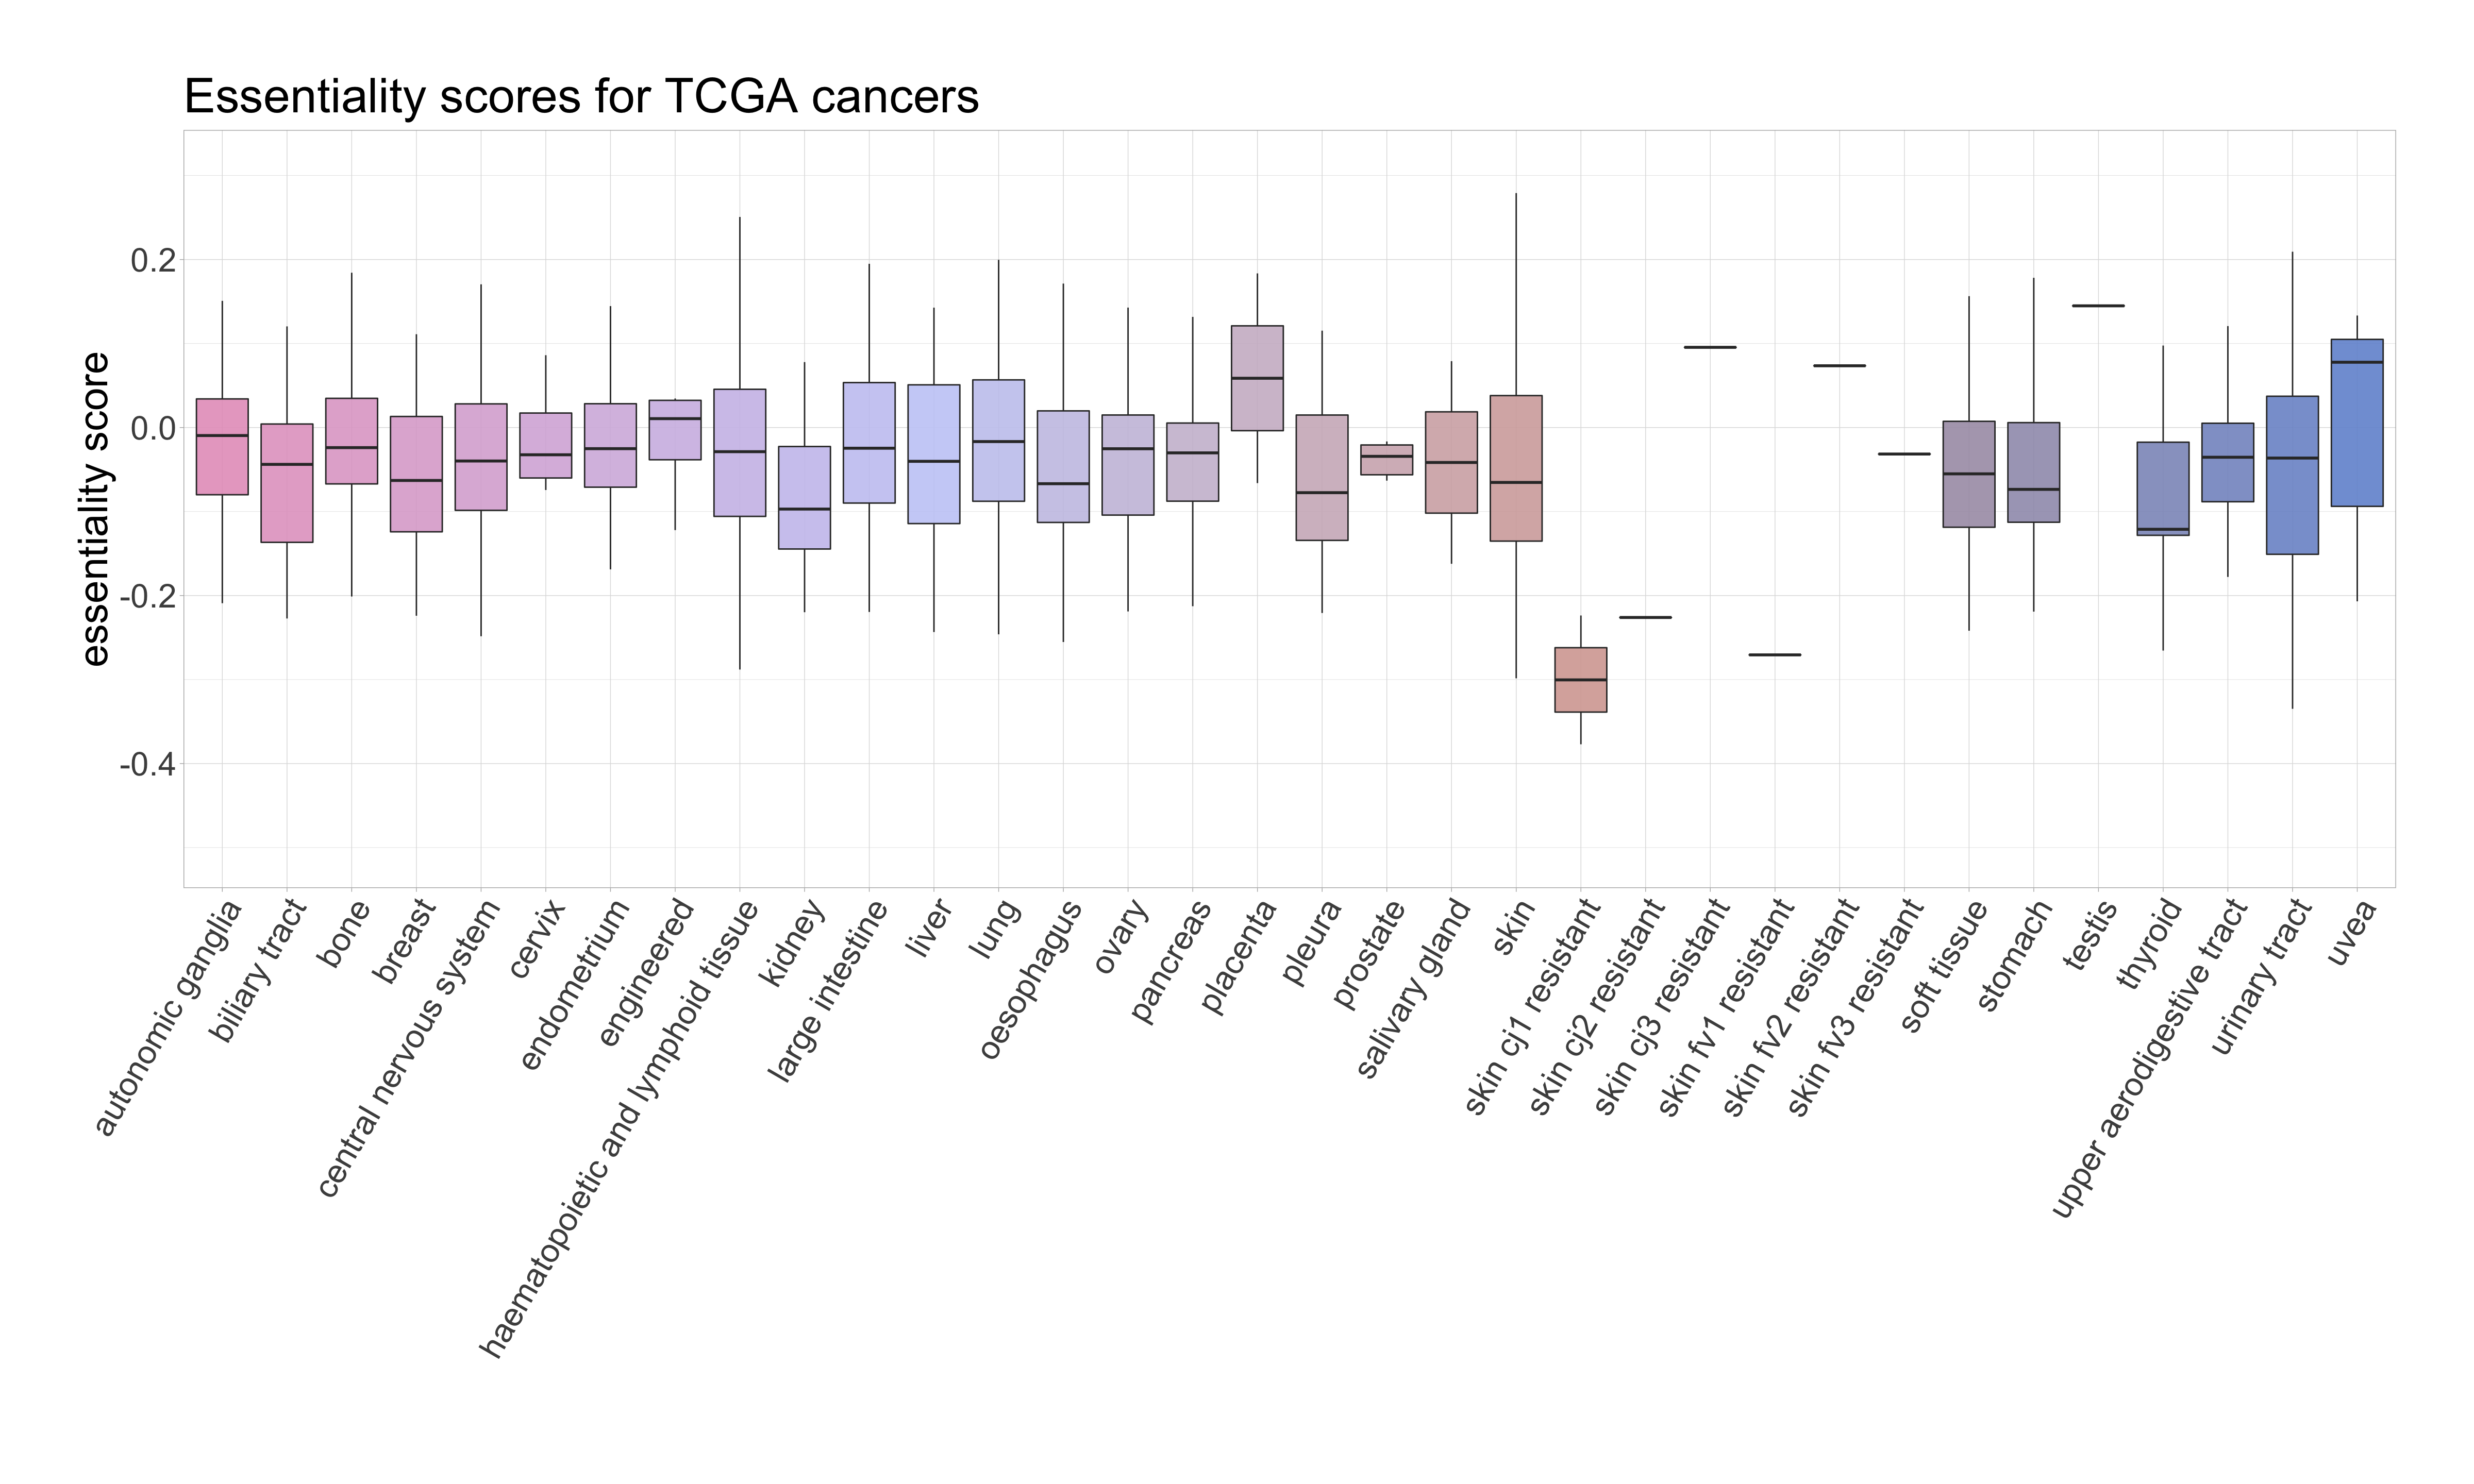 Essentiality scores for TCGA cancers
essentiality score
0.2
0.0
-0.2
-0.4
autonomic ganglia
biliary tract
bone
breast
central nervous system
cervix
endometrium
engineered
haematopoietic and lymphoid tissue
kidney
large intestine
liver
lung
oesophagus
ovary
pancreas
placenta
pleura
prostate
salivary gland
skin
skin cj1 resistant
skin cj2 resistant
skin cj3 resistant
skin fv1 resistant
skin fv2 resistant
skin fv3 resistant
soft tissue
stomach
testis
thyroid
upper aerodigestive tract
urinary tract
uvea